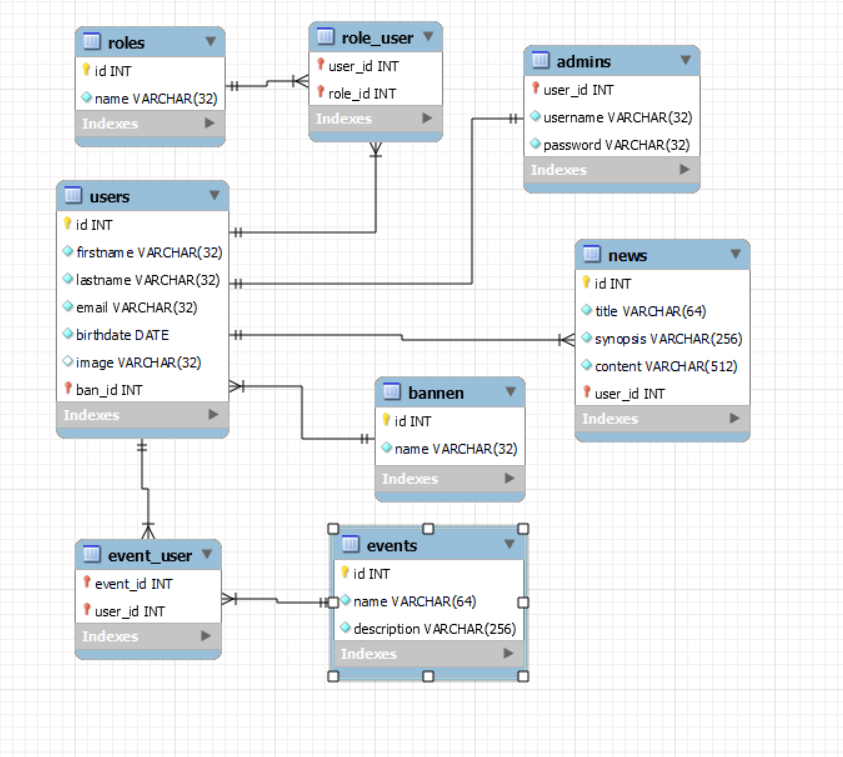 roles
id INT
name VARCHAR(32)
Indexes
role_user
user_id INT
role_id INT
Indexes
admins
user_id INT
username VARCHAR(32)
password VARCHAR(32)
Indexes
users
id INT
firstname VARCHAR(32)
lastname VARCHAR(32)
email VARCHAR(32)
birthdate DATE
image VARCHAR(32)
ban_id INT
Indexes
news
id INT
title VARCHAR(64)
synopsis VARCHAR(256)
content VARCHAR(512)
user_id INT
Indexes
bannen
id INT
name VARCHAR(32)
Indexes
event_user
event_id INT
user_id INT
Indexes
events
id INT
name VARCHAR(64)
description VARCHAR(256)
Indexes